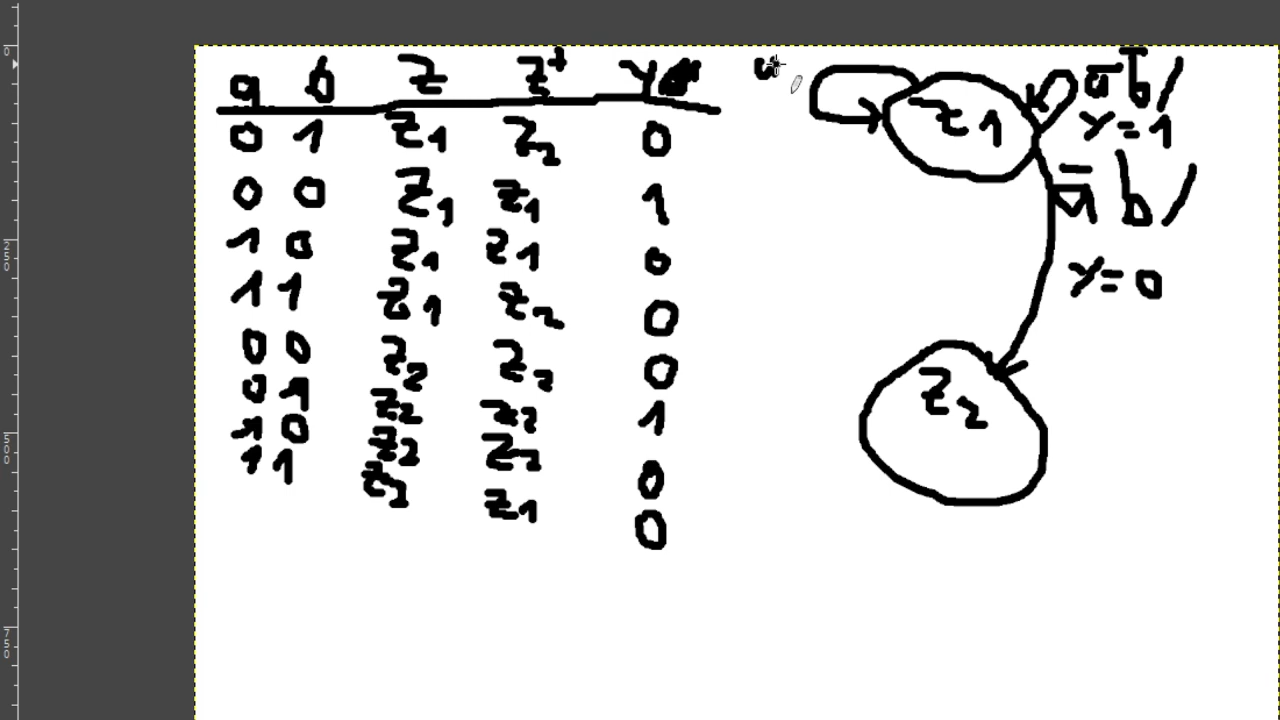 a b z z+ y
0 1 z1 z2 0
0 0 z1 z1 1
1 0 z1 z1 0
1 1 z1 z2 0
0 0 z2 z2 0
0 1 z2 z2 1
1 0 z2 z2 0
1 1 z2 z1 0
z1
a̅ b̅ /
y=1
a̅ b /
y=0
z2